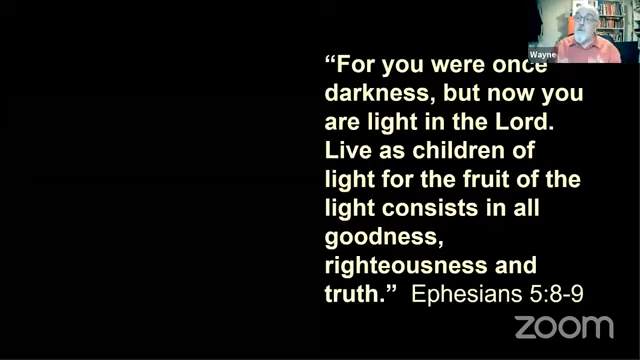 Wayne
“For you were once
darkness, but now you
are light in the Lord.
Live as children of
light for the fruit of the
light consists in all
goodness,
righteousness and
truth.” Ephesians 5:8-9
zoom